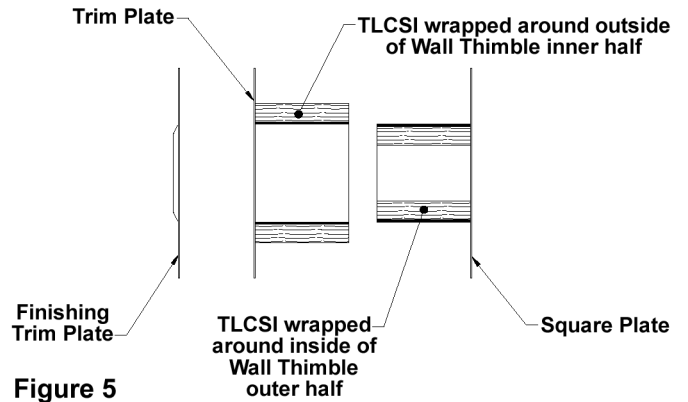 Trim Plate
TLCSI wrapped around outside
of Wall Thimble inner half
Finishing
Trim Plate
TLCSI wrapped
around inside of
Wall Thimble
outer half
Square Plate
Figure 5